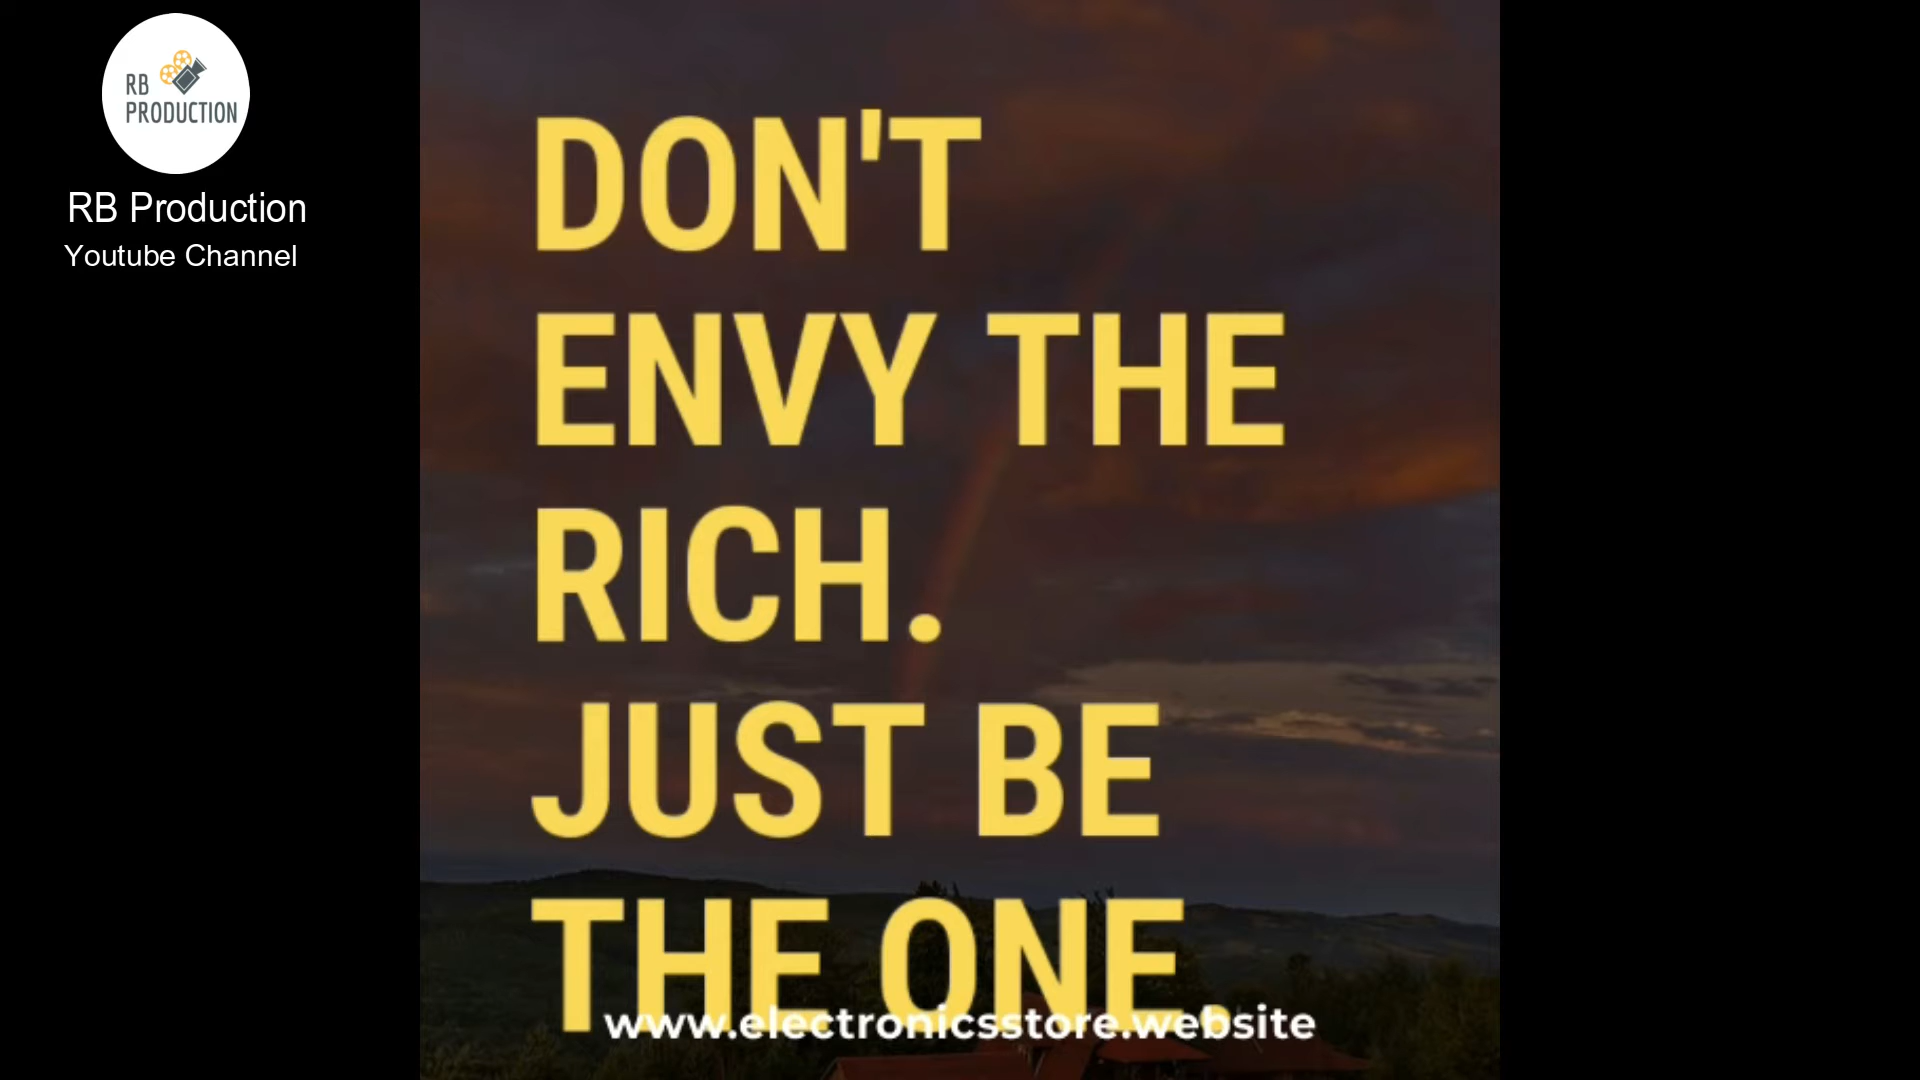 RB
PRODUCTION
RB Production
Youtube Channel
DON'T
ENVY THE
RICH.
JUST BE
THE ONE.
www.electronicsstore.website